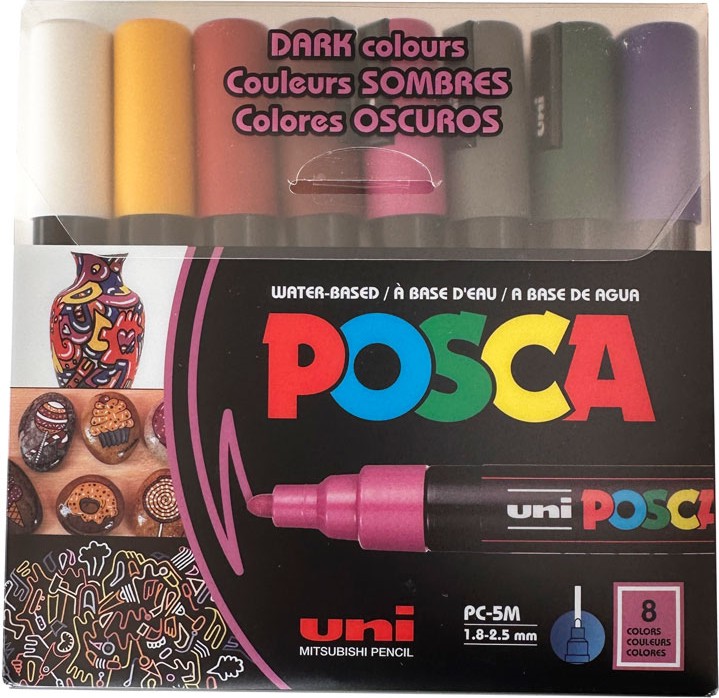 DARK colours
Couleurs SOMBRES
Colores OSCUROS
uni
WATER-BASED / À BASE D'EAU / A BASE DE AGUA
POSCA
uni POSCA
uni
MITSUBISHI PENCIL
PC-5M
1.8-2.5 mm
8
COLORS
COULEURS
COLORES